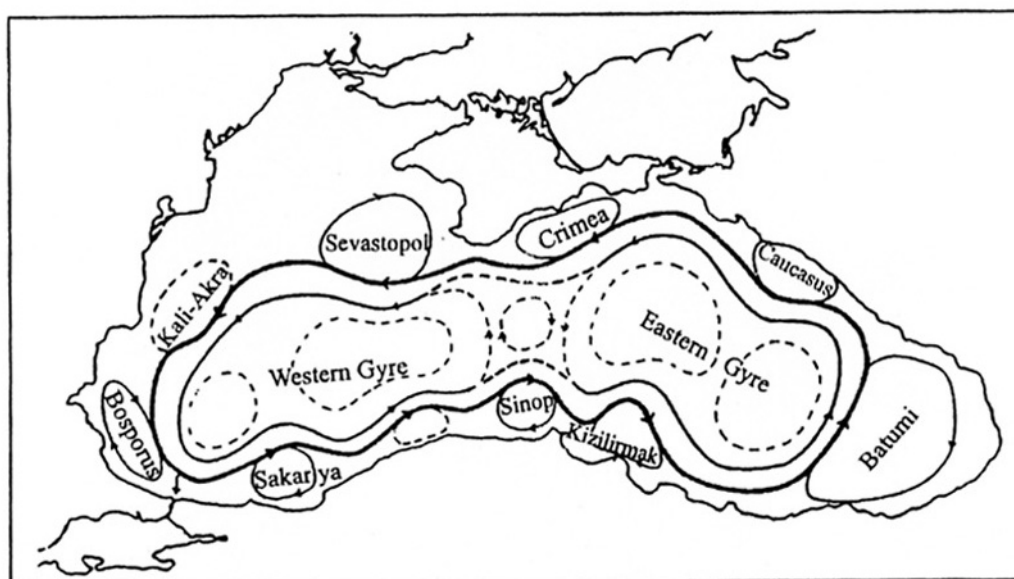 Sevastopol
Crimea
Caucasus
Kali-Akra
Western Gyre
Eastern Gyre
Bosporus
Sakarya
Sinop
Kizilirmak
Batumi